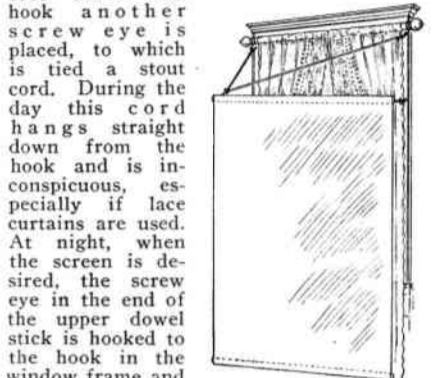 hook another
screw eye is
placed, to which
is tied a stout
cord. During the
day this cord
hangs straight
down from the
hook and is in-
conspicuous, es-
pecially if lace
curtains are used.
At night, when
the screen is de-
sired, the screw
eye in the end of
the upper dowel
stick is hooked to
the hook in the
window frame and